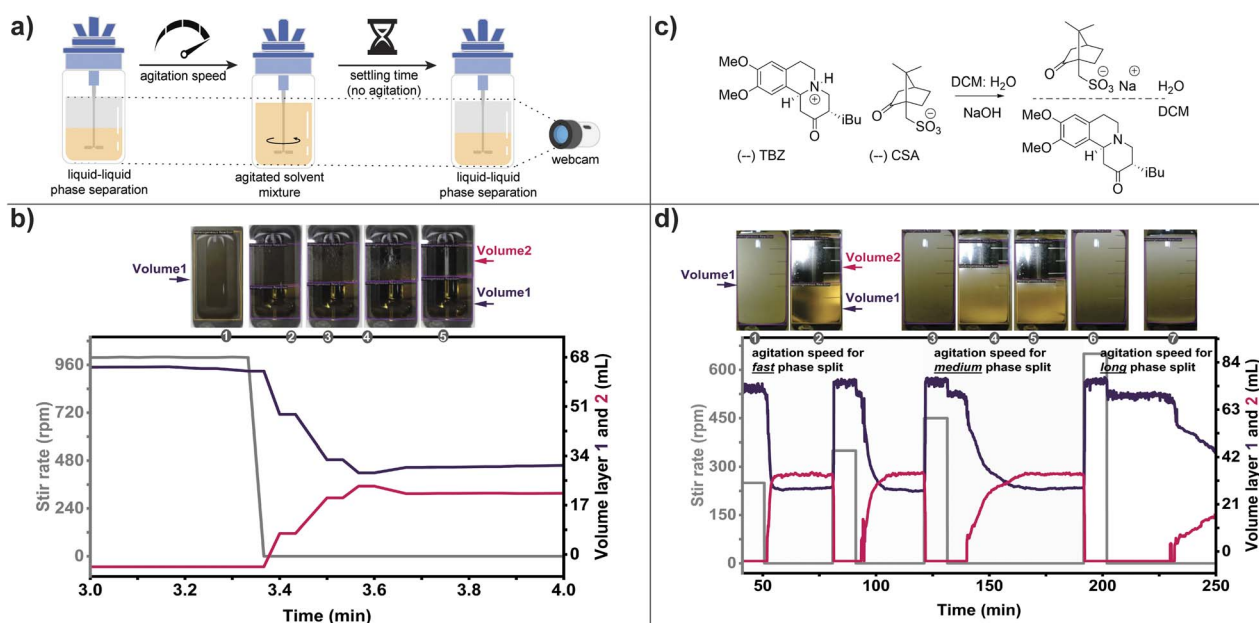 a)
agitation speed
settling time
(no agitation)
liquid-liquid
phase separation
agitated solvent
mixture
liquid-liquid
phase separation
webcam
c)
MeO
MeO
N
H
H
O
iBu
(--) TBZ
O
SO3
(--) CSA
DCM: H2O
NaOH
O
SO3
Na
H2O
DCM
MeO
MeO
N
H
O
iBu
b)
Volume1
Volume2
Volume1
1
2
3
4
5
Stir rate (rpm)
960
720
480
240
0
68
51
34
17
0
Volume layer 1 and 2 (mL)
3.0 3.2 3.4 3.6 3.8 4.0
Time (min)
d)
Volume1
Volume2
Volume1
1
2
3
4
5
6
7
agitation speed for
fast phase split
agitation speed for
medium phase split
agitation speed for
long phase split
Stir rate (rpm)
600
450
300
150
0
84
63
42
21
0
Volume layer 1 and 2 (mL)
50 100 150 200 250
Time (min)